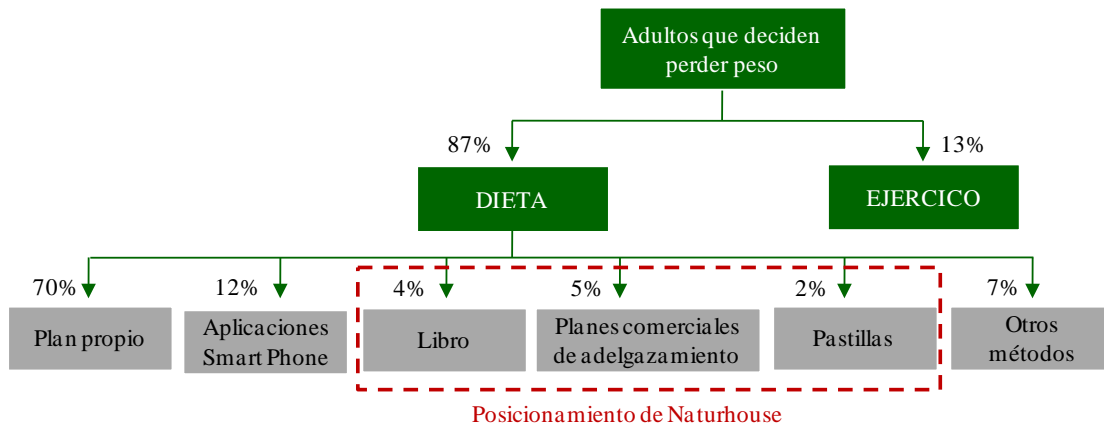 Adultos que deciden
perder peso
87%
13%
DIETA
EJERCICO
70%
12%
4%
5%
2%
7%
Plan propio
Aplicaciones
Smart Phone
Libro
Planes comerciales
de adelgazamiento
Pastillas
Otros
métodos
Posicionamiento de Naturhouse